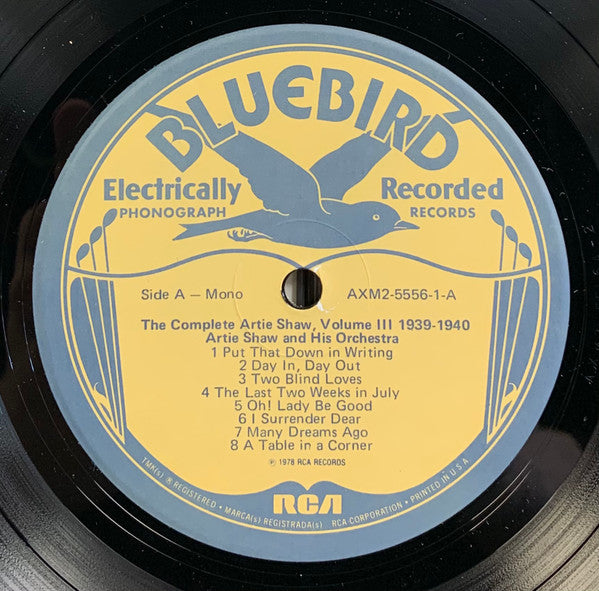 BLUEBIRD
Electrically Recorded
PHONOGRAPH RECORDS
Side A — Mono AXM2-5556-1-A
The Complete Artie Shaw, Volume III 1939-1940
Artie Shaw and His Orchestra
1 Put That Down in Writing
2 Day In, Day Out
3 Two Blind Loves
4 The Last Two Weeks in July
5 Oh! Lady Be Good
6 I Surrender Dear
7 Many Dreams Ago
8 A Table in a Corner
℗ 1978 RCA RECORDS
RCA
TMK(s) ® REGISTERED • MARCA(s) REGISTRADA(s) RCA CORPORATION • PRINTED IN U.S.A.